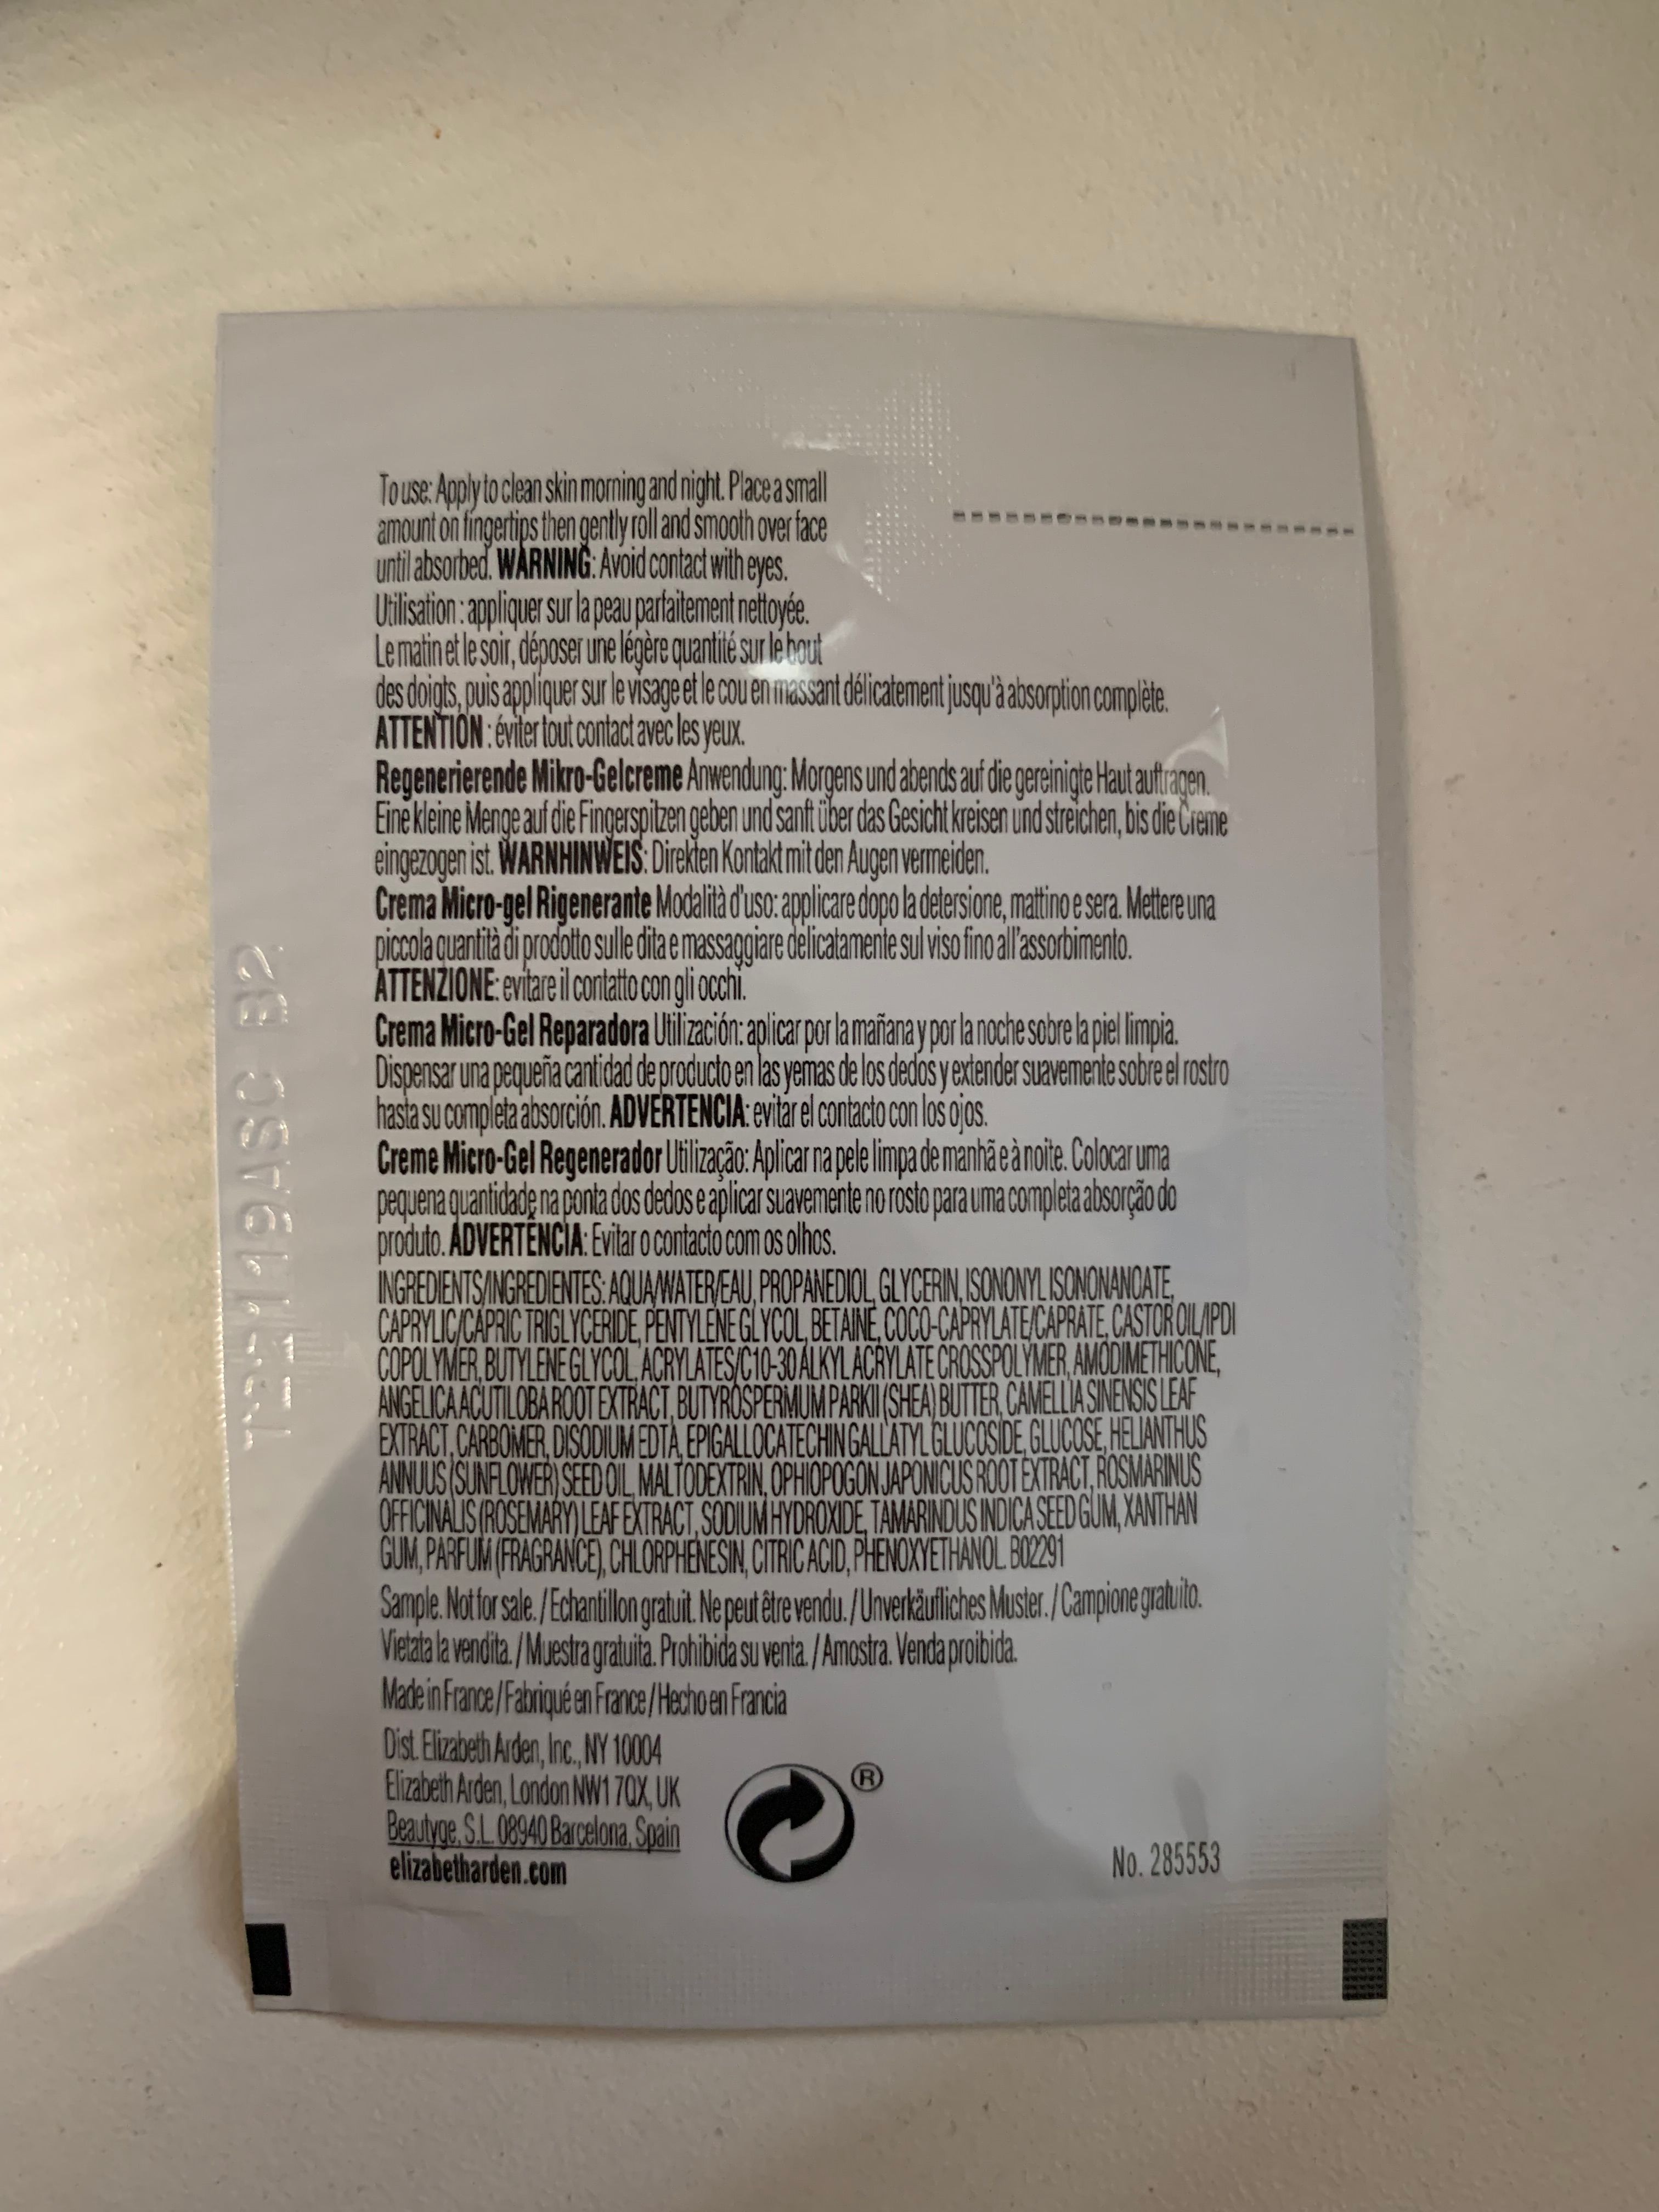 To use: Apply to clean skin morning and night. Place a small
amount on fingertips then gently roll and smooth over face
until absorbed. WARNING: Avoid contact with eyes.
Utilisation : appliquer sur la peau parfaitement nettoyée.
Le matin et le soir, déposer une légère quantité sur le bout
des doigts, puis appliquer sur le visage et le cou en massant délicatement jusqu'à absorption complète.
ATTENTION : éviter tout contact avec les yeux.
Regenerierende Mikro-Gelcreme Anwendung: Morgens und abends auf die gereinigte Haut auftragen.
Eine kleine Menge auf die Fingerspitzen geben und sanft über das Gesicht kreisen und streichen, bis die Creme
eingezogen ist. WARNHINWEIS: Direkten Kontakt mit den Augen vermeiden.
Crema Micro-gel Rigenerante Modalità d'uso: applicare dopo la detersione, mattino e sera. Mettere una
piccola quantità di prodotto sulle dita e massaggiare delicatamente sul viso fino all'assorbimento.
ATTENZIONE: evitare il contatto con gli occhi.
Crema Micro-Gel Reparadora Utilización: aplicar por la mañana y por la noche sobre la piel limpia.
Dispensar una pequeña cantidad de producto en las yemas de los dedos y extender suavemente sobre el rostro
hasta su completa absorción. ADVERTENCIA: evitar el contacto con los ojos.
Creme Micro-Gel Regenerador Utilização: Aplicar na pele limpa de manhã e à noite. Colocar uma
pequena quantidade na ponta dos dedos e aplicar suavemente no rosto para uma completa absorção do
produto. ADVERTÊNCIA: Evitar o contacto com os olhos.
INGREDIENTS/INGREDIENTES: AQUA/WATER/EAU, PROPANEDIOL, GLYCERIN, ISONONYL ISONONANOATE,
CAPRYLIC/CAPRIC TRIGLYCERIDE, PENTYLENE GLYCOL, BETAINE, COCO-CAPRYLATE/CAPRATE, CASTOR OIL/IPDI
COPOLYMER, BUTYLENE GLYCOL, ACRYLATES/C10-30 ALKYL ACRYLATE CROSSPOLYMER, AMODIMETHICONE,
ANGELICA ACUTILOBA ROOT EXTRACT, BUTYROSPERMUM PARKII (SHEA) BUTTER, CAMELLIA SINENSIS LEAF
EXTRACT, CARBOMER, DISODIUM EDTA, EPIGALLOCATECHIN GALLATYL GLUCOSIDE, GLUCOSE, HELIANTHUS
ANNUUS (SUNFLOWER) SEED OIL, MALTODEXTRIN, OPHIOPOGON JAPONICUS ROOT EXTRACT, ROSMARINUS
OFFICINALIS (ROSEMARY) LEAF EXTRACT, SODIUM HYDROXIDE, TAMARINDUS INDICA SEED GUM, XANTHAN
GUM, PARFUM (FRAGRANCE), CHLORPHENESIN, CITRIC ACID, PHENOXYETHANOL. B02291
Sample. Not for sale. / Echantillon gratuit. Ne peut être vendu. / Unverkäufliches Muster. / Campione gratuito.
Vietata la vendita. / Muestra gratuita. Prohibida su venta. / Amostra. Venda proibida.
Made in France / Fabriqué en France / Hecho en Francia
Dist. Elizabeth Arden, Inc., NY 10004
Elizabeth Arden, London NW1 7QX, UK
Beautyge, S.L. 08940 Barcelona, Spain
elizabetharden.com
®
No. 285553